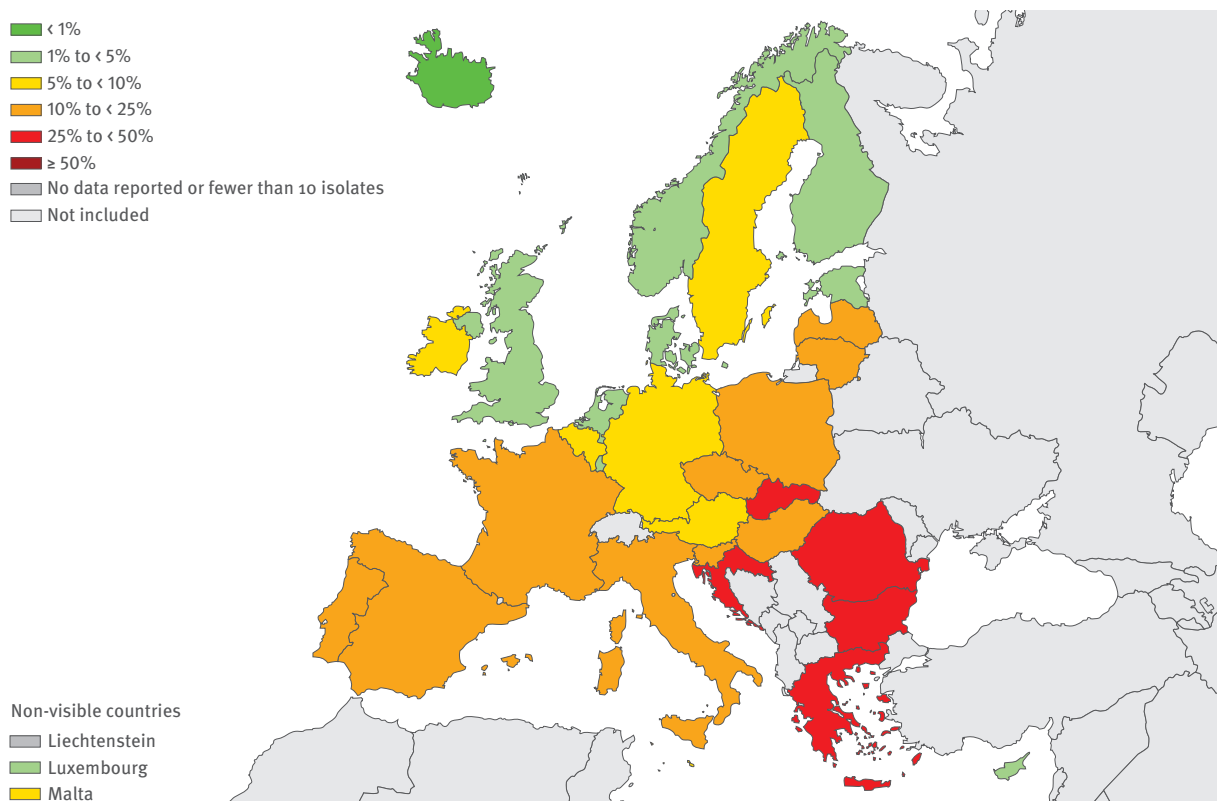 < 1%
1% to < 5%
5% to < 10%
10% to < 25%
25% to < 50%
≥ 50%
No data reported or fewer than 10 isolates
Not included
Non-visible countries
Liechtenstein
Luxembourg
Malta